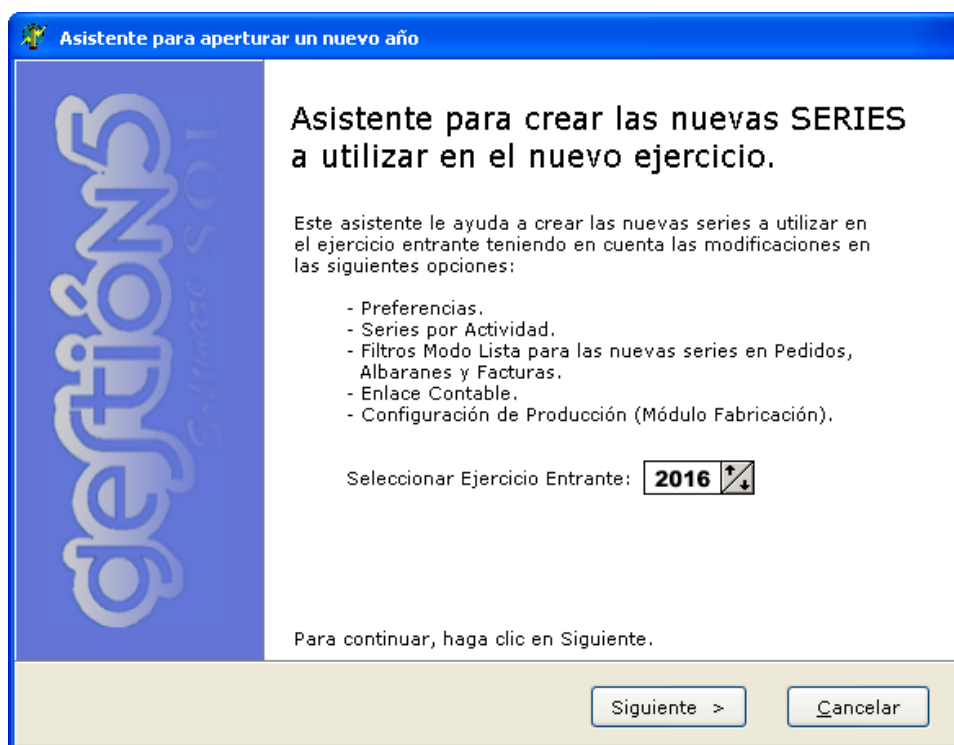 Asistente para aperturar un nuevo año
gestión5
Software SQL
Asistente para crear las nuevas SERIES
a utilizar en el nuevo ejercicio.
Este asistente le ayuda a crear las nuevas series a utilizar en
el ejercicio entrante teniendo en cuenta las modificaciones en
las siguientes opciones:
- Preferencias.
- Series por Actividad.
- Filtros Modo Lista para las nuevas series en Pedidos,
Albaranes y Facturas.
- Enlace Contable.
- Configuración de Producción (Módulo Fabricación).
Seleccionar Ejercicio Entrante: 2016
Para continuar, haga clic en Siguiente.
Siguiente >
Cancelar